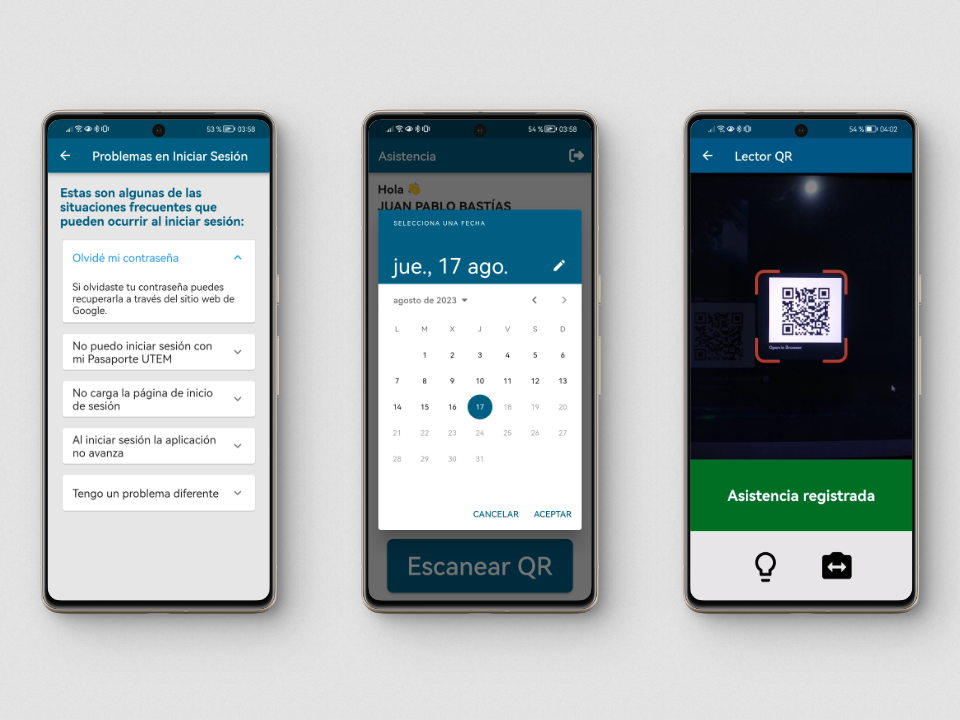 53 % 03:58
Problemas en Iniciar Sesión
Estas son algunas de las
situaciones frecuentes que
pueden ocurrir al iniciar sesión:
Olvidé mi contraseña
Si olvidaste tu contraseña puedes
recuperarla a través del sitio web de
Google.
No puedo iniciar sesión con
mi Pasaporte UTEM
No carga la página de inicio
de sesión
Al iniciar sesión la aplicación
no avanza
Tengo un problema diferente
54 % 03:58
Asistencia
Hola 👋
JUAN PABLO BASTÍAS
SELECCIONA UNA FECHA
jue., 17 ago.
agosto de 2023
L M X J V S D
1 2 3 4 5 6
7 8 9 10 11 12 13
14 15 16 17 18 19 20
21 22 23 24 25 26 27
28 29 30 31
CANCELAR ACEPTAR
Escanear QR
54 % 04:02
Lector QR
Open in Browser
Asistencia registrada